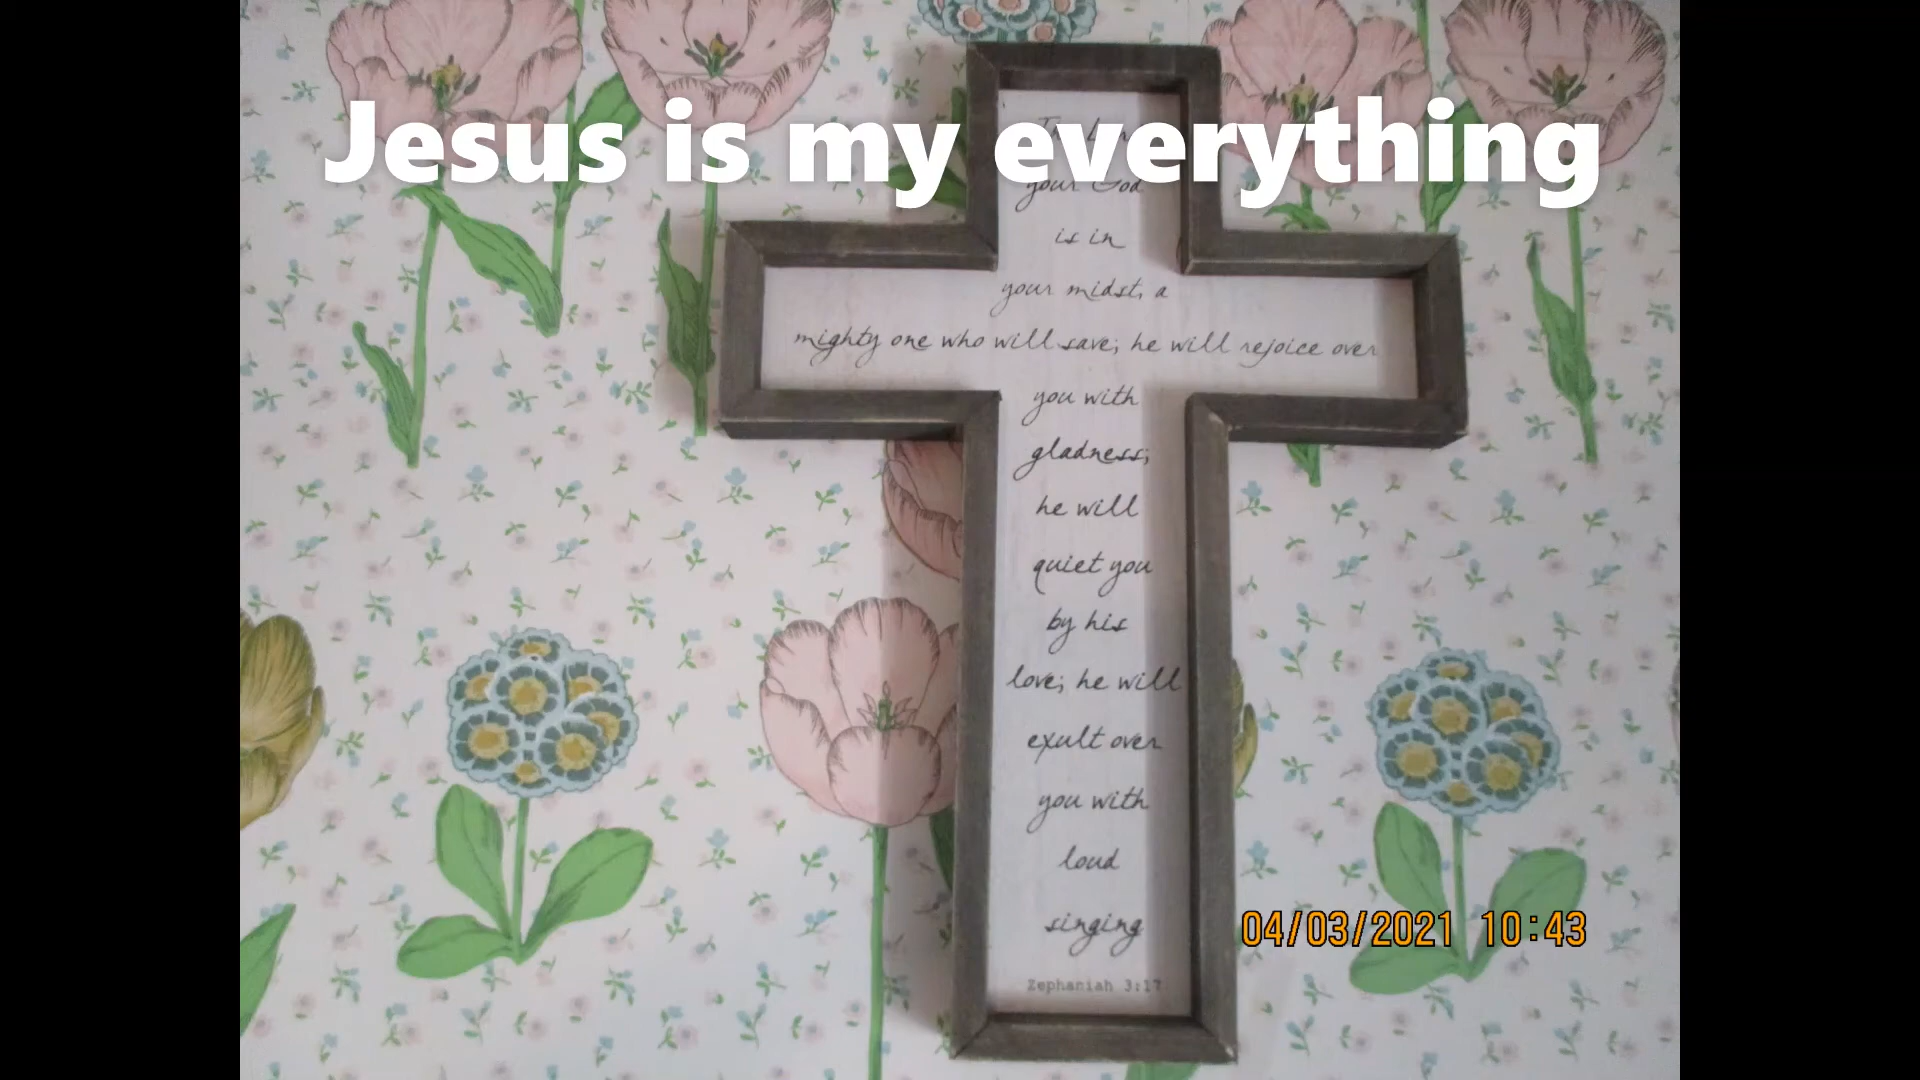 Jesus is my everything
your God
is in
your midst, a
mighty one who will save; he will rejoice over
you with
gladness;
he will
quiet you
by his
love; he will
exult over
you with
loud
singing
Zephaniah 3:17
04/03/2021 10:43